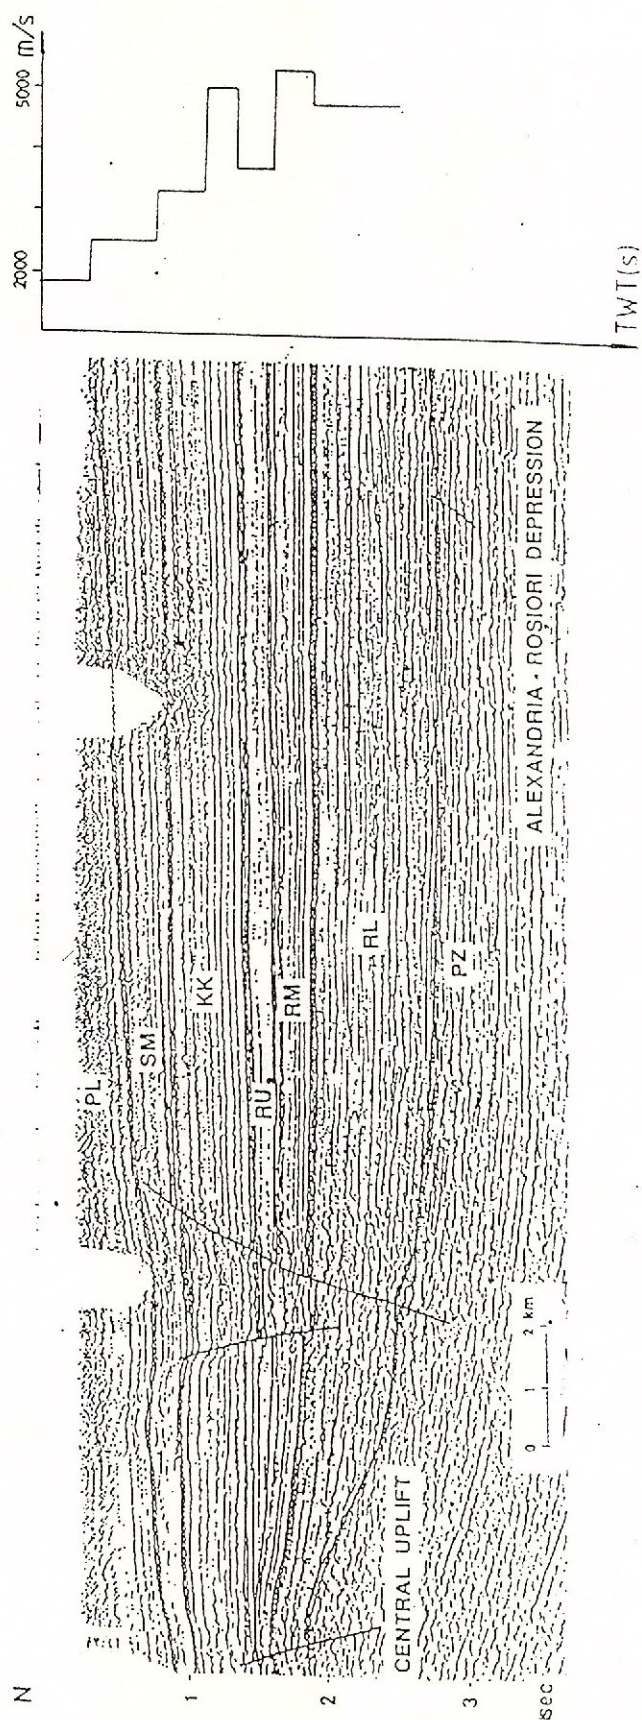 N
1
2
3
sec
PL
SM
KK
RU
RM
RL
PZ
CENTRAL UPLIFT
ALEXANDRIA - ROȘIORI DEPRESSION
0 1 2 km
2000
5000 m/s
TWT(s)